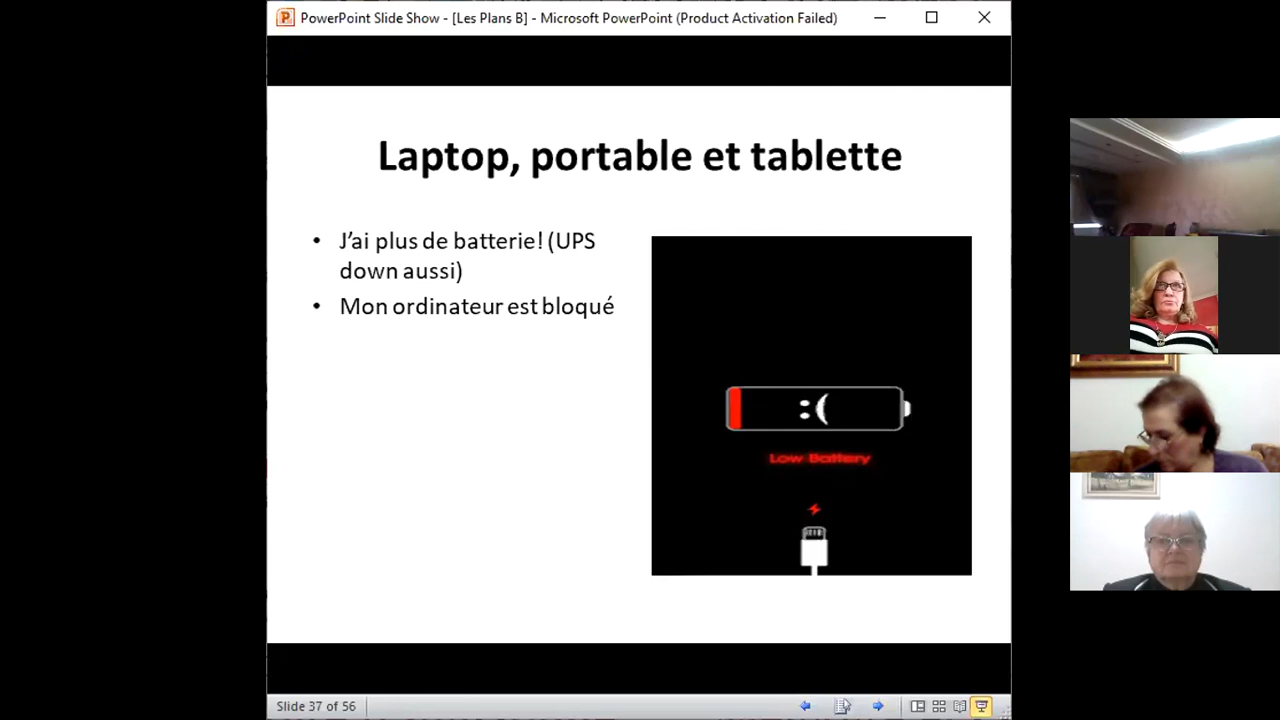 PowerPoint Slide Show - [Les Plans B] - Microsoft PowerPoint (Product Activation Failed)
Laptop, portable et tablette
• J'ai plus de batterie! (UPS
down aussi)
• Mon ordinateur est bloqué
:(
Low Battery
Slide 37 of 56